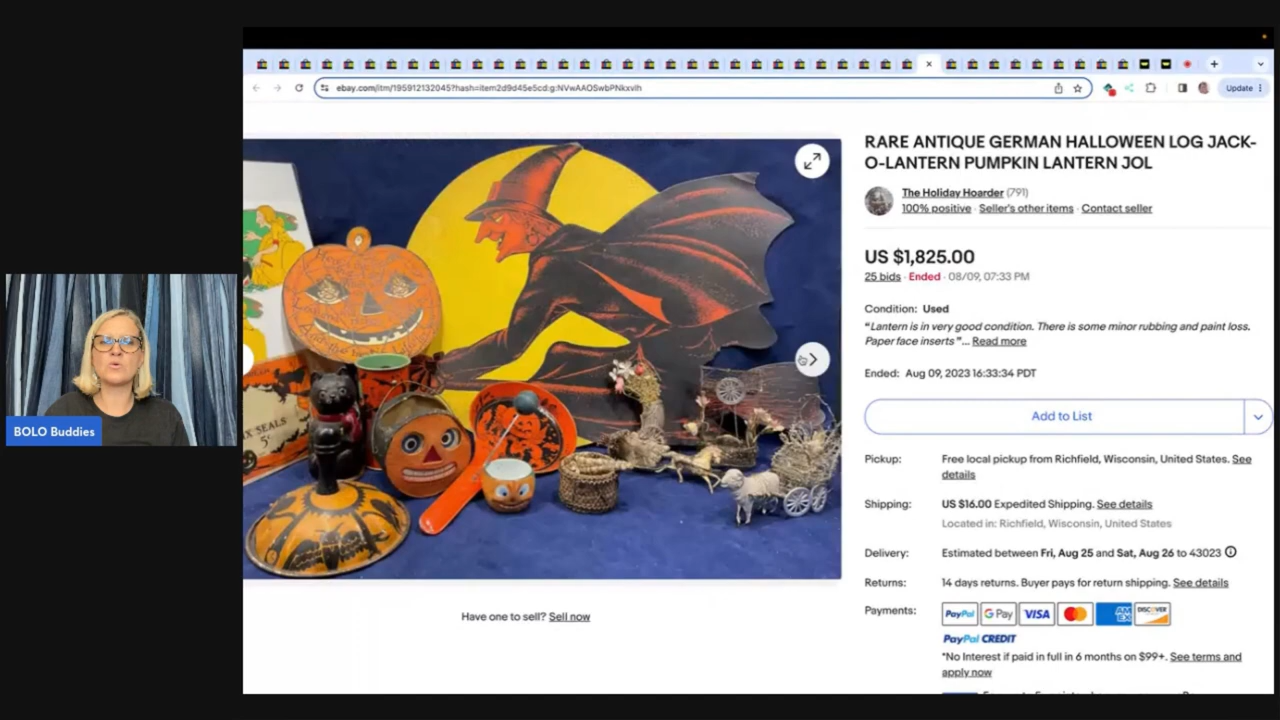 ebay.com/itm/195912132045?hash=item2d9d45e5cd:g:NVwAAOSwbPNkxvlh
Update
RARE ANTIQUE GERMAN HALLOWEEN LOG JACK-
O-LANTERN PUMPKIN LANTERN JOL
The Holiday Hoarder (791)
100% positive · Seller's other items · Contact seller
US $1,825.00
25 bids · Ended · 08/09, 07:33 PM
Condition: Used
"Lantern is in very good condition. There is some minor rubbing and paint loss.
Paper face inserts "... Read more
Ended: Aug 09, 2023 16:33:34 PDT
Add to List
Pickup: Free local pickup from Richfield, Wisconsin, United States. See
details
Shipping: US $16.00 Expedited Shipping. See details
Located in: Richfield, Wisconsin, United States
Delivery: Estimated between Fri, Aug 25 and Sat, Aug 26 to 43023
Returns: 14 days returns. Buyer pays for return shipping. See details
Payments: PayPal G Pay VISA AM EX DISCOVER
PayPal CREDIT
*No Interest if paid in full in 6 months on $99+. See terms and
apply now
SEALS
5¢
Have one to sell? Sell now
BOLO Buddies